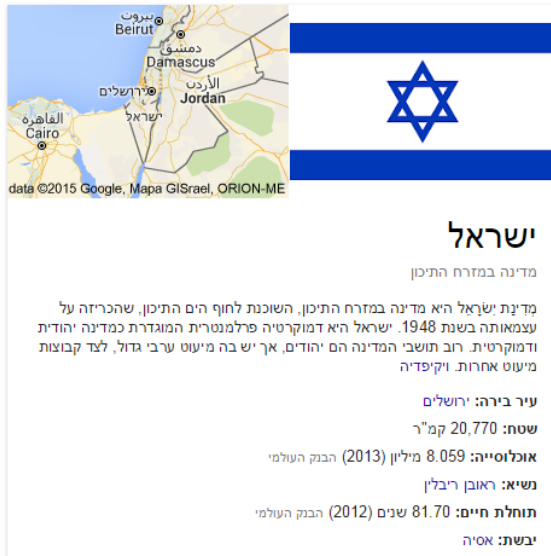 بيروت
Beirut
دمشق
Damascus
ירושלים
الأردن
Jordan
ישראל
القاهرة
Cairo
data ©2015 Google, Mapa GISrael, ORION-ME
ישראל
מדינה במזרח התיכון
מְדִינַת יִשְׂרָאֵל היא מדינה במזרח התיכון, השוכנת לחוף הים התיכון, שהכריזה על
עצמאותה בשנת 1948. ישראל היא דמוקרטיה פרלמנטרית המוגדרת כמדינה יהודית
ודמוקרטית. רוב תושבי המדינה הם יהודים, אך יש בה מיעוט ערבי גדול, לצד קבוצות
מיעוט אחרות. ויקיפדיה
עיר בירה: ירושלים
שטח: 20,770 קמ"ר
אוכלוסייה: 8.059 מיליון (2013) הבנק העולמי
נשיא: ראובן ריבלין
תוחלת חיים: 81.70 שנים (2012) הבנק העולמי
יבשת: אסיה